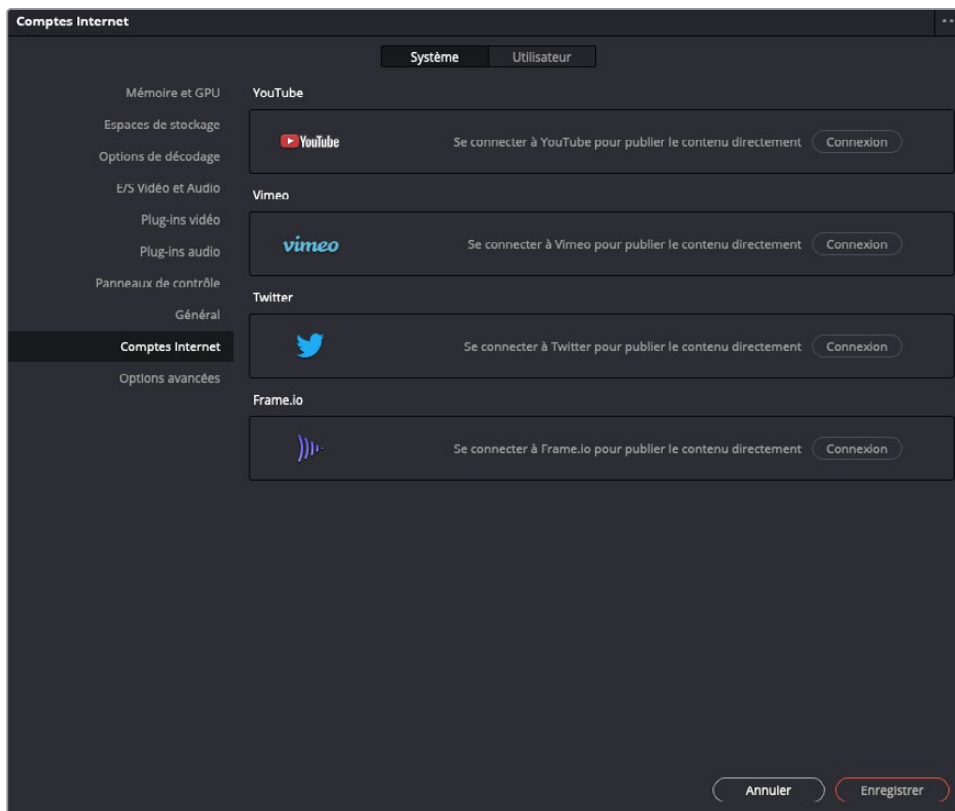 Comptes Internet
Système Utilisateur
Mémoire et GPU
Espaces de stockage
Options de décodage
E/S Vidéo et Audio
Plug-ins vidéo
Plug-ins audio
Panneaux de contrôle
Général
Comptes Internet
Options avancées
YouTube
YouTube Se connecter à YouTube pour publier le contenu directement Connexion
Vimeo
vimeo Se connecter à Vimeo pour publier le contenu directement Connexion
Twitter
Se connecter à Twitter pour publier le contenu directement Connexion
Frame.io
Se connecter à Frame.io pour publier le contenu directement Connexion
Annuler Enregistrer